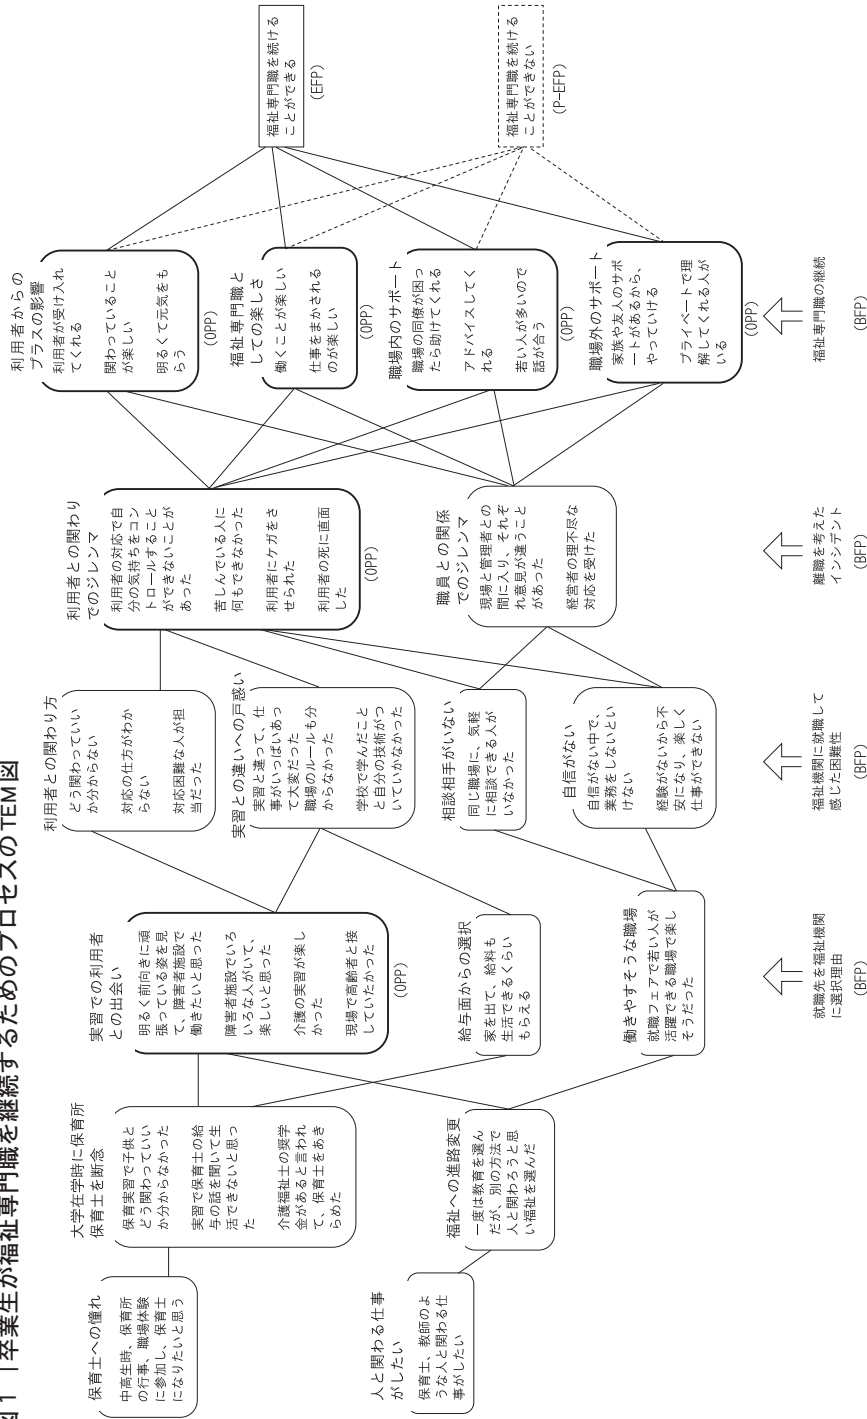 図1 卒業生が福祉専門職を継続するためのプロセスのTEM図
保育士への憧れ
中高生時、保育所
の行事、職場体験
に参加し、保育士
になりたいと思う
人と関わる仕事
がしたい
保育士、教師のよ
うな人と関わる仕
事がしたい
大学在学時に保育所
保育士を断念
保育実習で子供と
どう関わっていい
か分からなかった
実習で保育士の給
与の話を聞いて生
活できないと思っ
た
介護福祉士の奨学
金があると言われ
て、保育士をあき
らめた
福祉への進路変更
一度は教育を選ん
だが、別の方法で
人と関わろうと思
い福祉を選んだ
実習での利用者
との出会い
明るく前向きに頑
張っている姿を見
て、障害者施設で
働きたいと思った
障害者施設でいろ
いろな人がいて、
楽しいと思った
介護の実習が楽し
かった
現場で高齢者と接
していたかった
(OPP)
給与面からの選択
家を出て、給料も
生活できるくらい
もらえる
働きやすそうな職場
就職フェアで若い人が
活躍できる職場で楽し
そうだった
就職先を福祉機関
に選択理由
(BFP)
利用者との関わり方
どう関わっていい
か分からない
対応の仕方がわか
らない
対応困難な人が担
当だった
実習との違いへの戸惑い
実習と違って、仕
事がいっぱいあっ
て大変だった
職場のルールも分
からなかった
学校で学んだこと
と自分の技術がつ
いていかなかった
相談相手がいない
同じ職場に、気軽
に相談できる人が
いなかった
自信がない
自信がない中で、
業務をしないとい
けない
経験がないから不
安になり、楽しく
仕事ができない
福祉機関に就職して
感じた困難性
(BFP)
利用者との関わり
でのジレンマ
利用者の対応で自
分の気持ちをコン
トロールすること
ができないことが
あった
苦しんでいる人に
何もできなかった
利用者にケガをさ
せられた
利用者の死に直面
した
(OPP)
職員との関係
でのジレンマ
現場と管理者との
間に入り、それぞ
れ意見が違うこと
があった
経営者の理不尽な
対応を受けた
離職を考えた
インシデント
(BFP)
利用者からの
プラスの影響
利用者が受け入れ
てくれる
関わっていること
が楽しい
明るくて元気をも
らう
(OPP)
福祉専門職と
しての楽しさ
働くことが楽しい
仕事をまかされる
のが楽しい
(OPP)
職場内のサポート
職場の同僚が困っ
たら助けてくれる
アドバイスしてく
れる
若い人が多いので
話が合う
(OPP)
職場外のサポート
家族や友人のサポ
ートがあるから、
やっていける
プライベートで理
解してくれる人が
いる
(OPP)
福祉専門職の継続
(BFP)
福祉専門職を続ける
ことができる
(EFP)
福祉専門職を続ける
ことができない
(P-EFP)